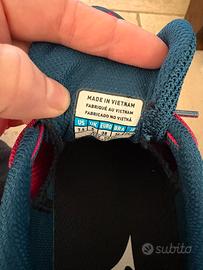 MADE IN VIETNAM
FABRIQUÉ AU VIETNAM
FABRICADO NO VIETNÃ
US UK EURO BRA
subito